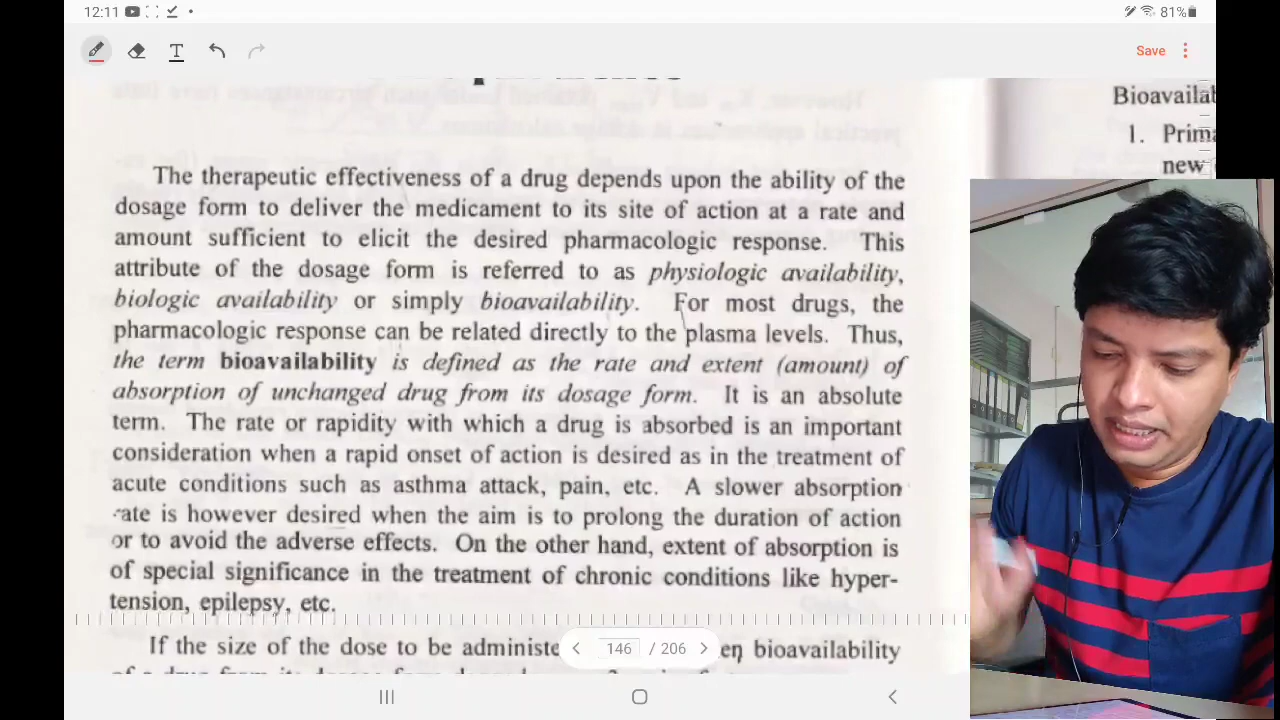 12:11
81%
T
Save
The therapeutic effectiveness of a drug depends upon the ability of the
dosage form to deliver the medicament to its site of action at a rate and
amount sufficient to elicit the desired pharmacologic response. This
attribute of the dosage form is referred to as physiologic availability,
biologic availability or simply bioavailability. For most drugs, the
pharmacologic response can be related directly to the plasma levels. Thus,
the term bioavailability is defined as the rate and extent (amount) of
absorption of unchanged drug from its dosage form. It is an absolute
term. The rate or rapidity with which a drug is absorbed is an important
consideration when a rapid onset of action is desired as in the treatment of
acute conditions such as asthma attack, pain, etc. A slower absorption
rate is however desired when the aim is to prolong the duration of action
or to avoid the adverse effects. On the other hand, extent of absorption is
of special significance in the treatment of chronic conditions like hyper-
tension, epilepsy, etc.
If the size of the dose to be bioavailability
146 / 206
1.
new